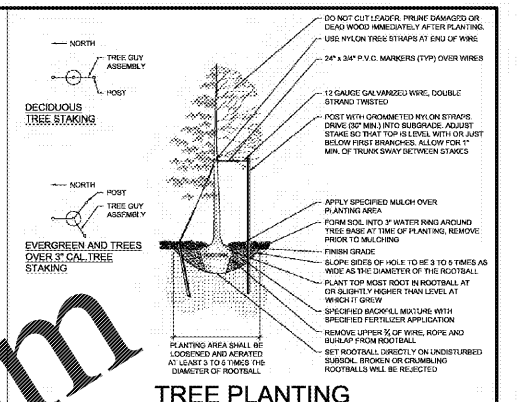 NORTH
TREE GUY
ASSEMBLY
POST
DECIDUOUS
TREE STAKING
NORTH
POST
TREE GUY
ASSEMBLY
EVERGREEN AND TREES
OVER 3" CAL. TREE
STAKING
DO NOT CUT LEADER. PRUNE DAMAGED OR
DEAD WOOD IMMEDIATELY AFTER PLANTING.
USE NYLON TREE STRAPS AT END OF WIRE
24" x 3/4" P.V.C. MARKERS (TYP) OVER WIRES
12 GAUGE GALVANIZED WIRE, DOUBLE
STRAND TWISTED
POST WITH GROMMETED NYLON STRAPS.
DRIVE (30" MIN.) INTO SUBGRADE. ADJUST
STAKE SO THAT TOP IS LEVEL WITH OR JUST
BELOW FIRST BRANCHES. ALLOW FOR 1"
MIN. OF TRUNK SWAY BETWEEN STAKES
APPLY SPECIFIED MULCH OVER
PLANTING AREA
FORM SOIL INTO 3" WATER RING AROUND
TREE BASE AT TIME OF PLANTING, REMOVE
PRIOR TO MULCHING
FINISH GRADE
SLOPE SIDES OF HOLE TO BE 3 TO 5 TIMES AS
WIDE AS THE DIAMETER OF THE ROOTBALL
PLANT TOP MOST ROOT IN ROOTBALL AT
OR SLIGHTLY HIGHER THAN LEVEL AT
WHICH IT GREW
SPECIFIED BACKFILL MIXTURE WITH
SPECIFIED FERTILIZER APPLICATION
REMOVE UPPER ⅔ OF WIRE, ROPE AND
BURLAP FROM ROOTBALL
SET ROOTBALL DIRECTLY ON UNDISTURBED
SUBSOIL. BROKEN OR CRUMBLING
ROOTBALLS WILL BE REJECTED
PLANTING AREA SHALL BE
LOOSENED AND AERATED
AT LEAST 3 TO 5 TIMES THE
DIAMETER OF ROOTBALL
TREE PLANTING
m